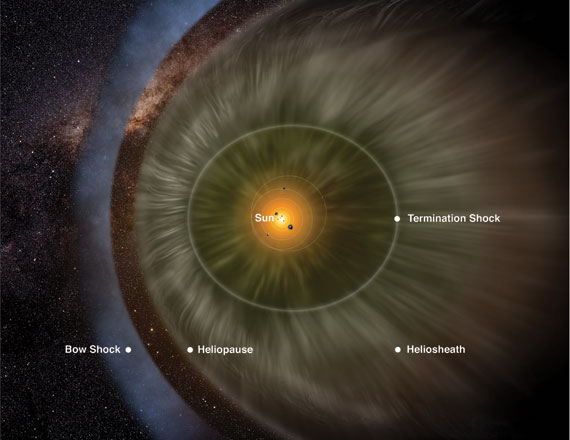 Sun
Termination Shock
Bow Shock
Heliopause
Heliosheath